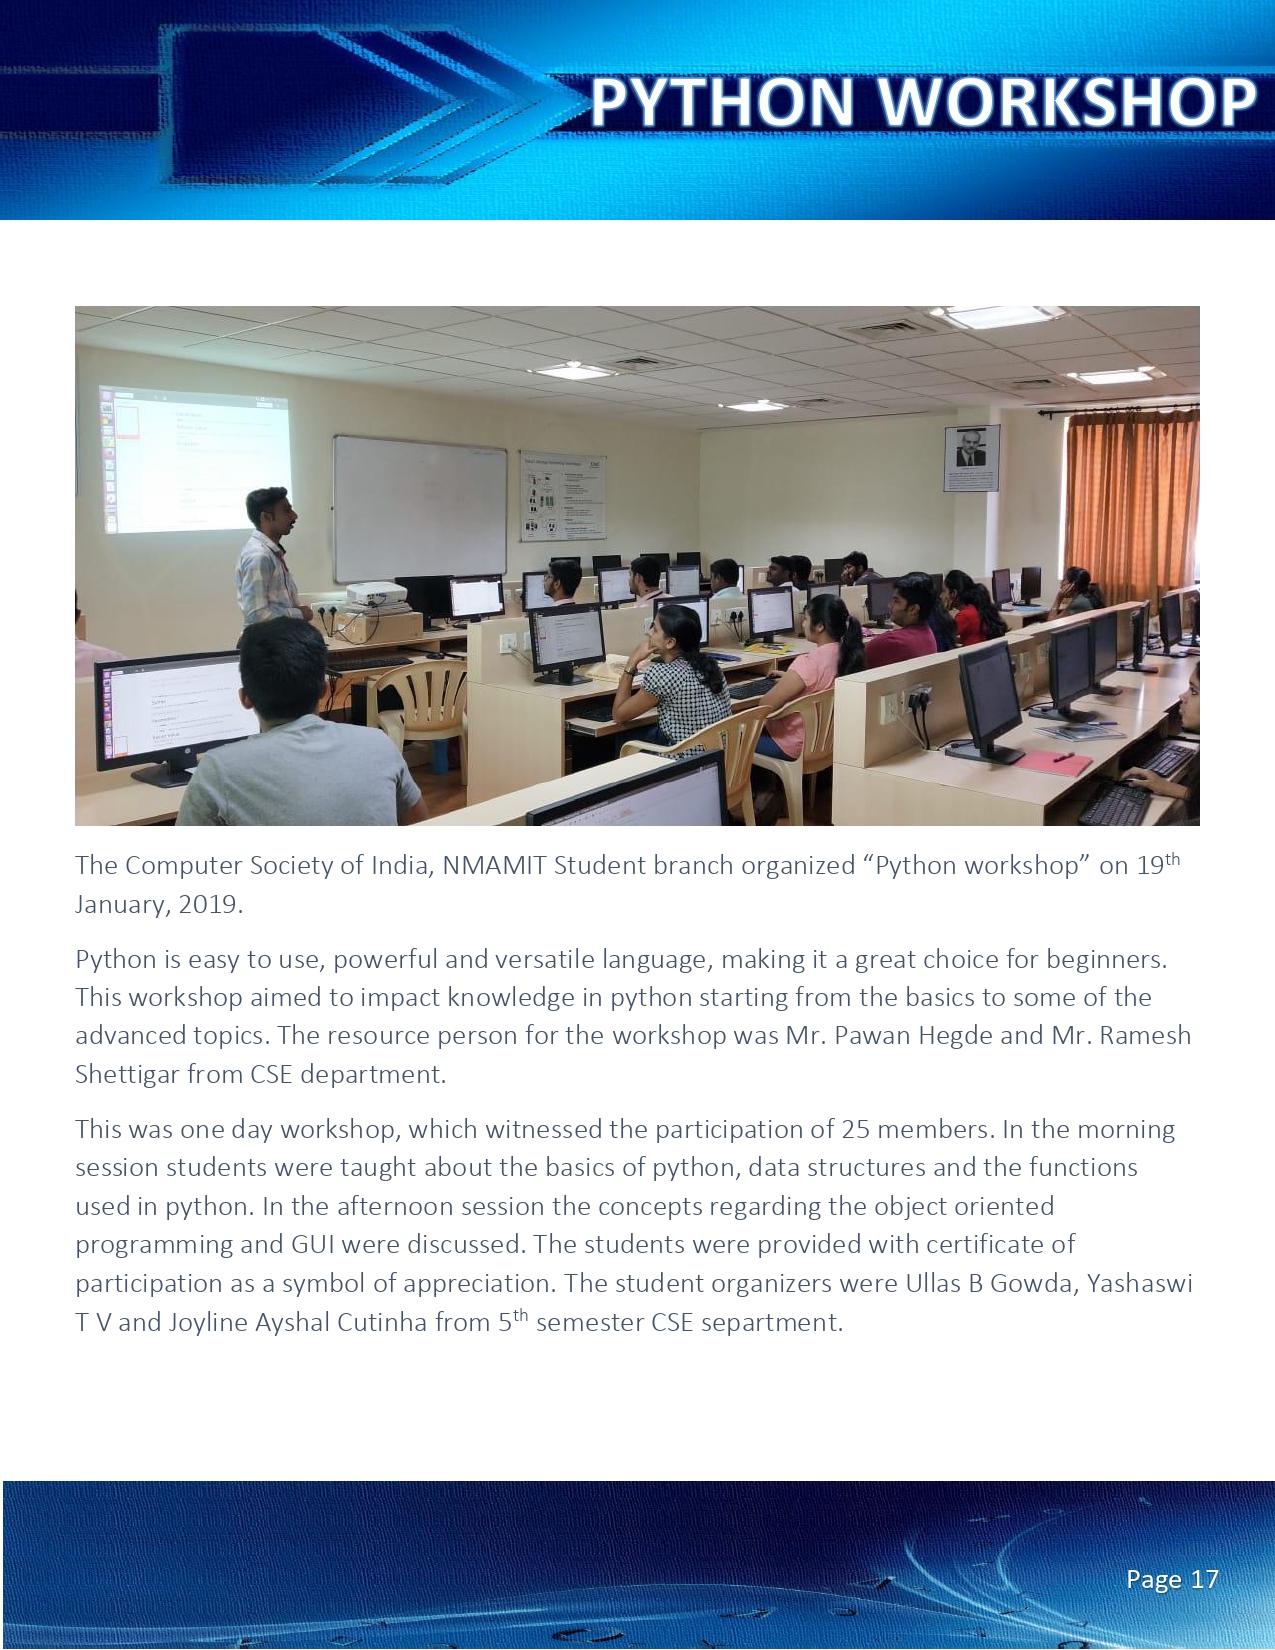 PYTHON WORKSHOP
The Computer Society of India, NMAMIT Student branch organized “Python workshop” on 19th
January, 2019.
Python is easy to use, powerful and versatile language, making it a great choice for beginners.
This workshop aimed to impact knowledge in python starting from the basics to some of the
advanced topics. The resource person for the workshop was Mr. Pawan Hegde and Mr. Ramesh
Shettigar from CSE department.
This was one day workshop, which witnessed the participation of 25 members. In the morning
session students were taught about the basics of python, data structures and the functions
used in python. In the afternoon session the concepts regarding the object oriented
programming and GUI were discussed. The students were provided with certificate of
participation as a symbol of appreciation. The student organizers were Ullas B Gowda, Yashaswi
T V and Joyline Ayshal Cutinha from 5th semester CSE separtment.
Page 17